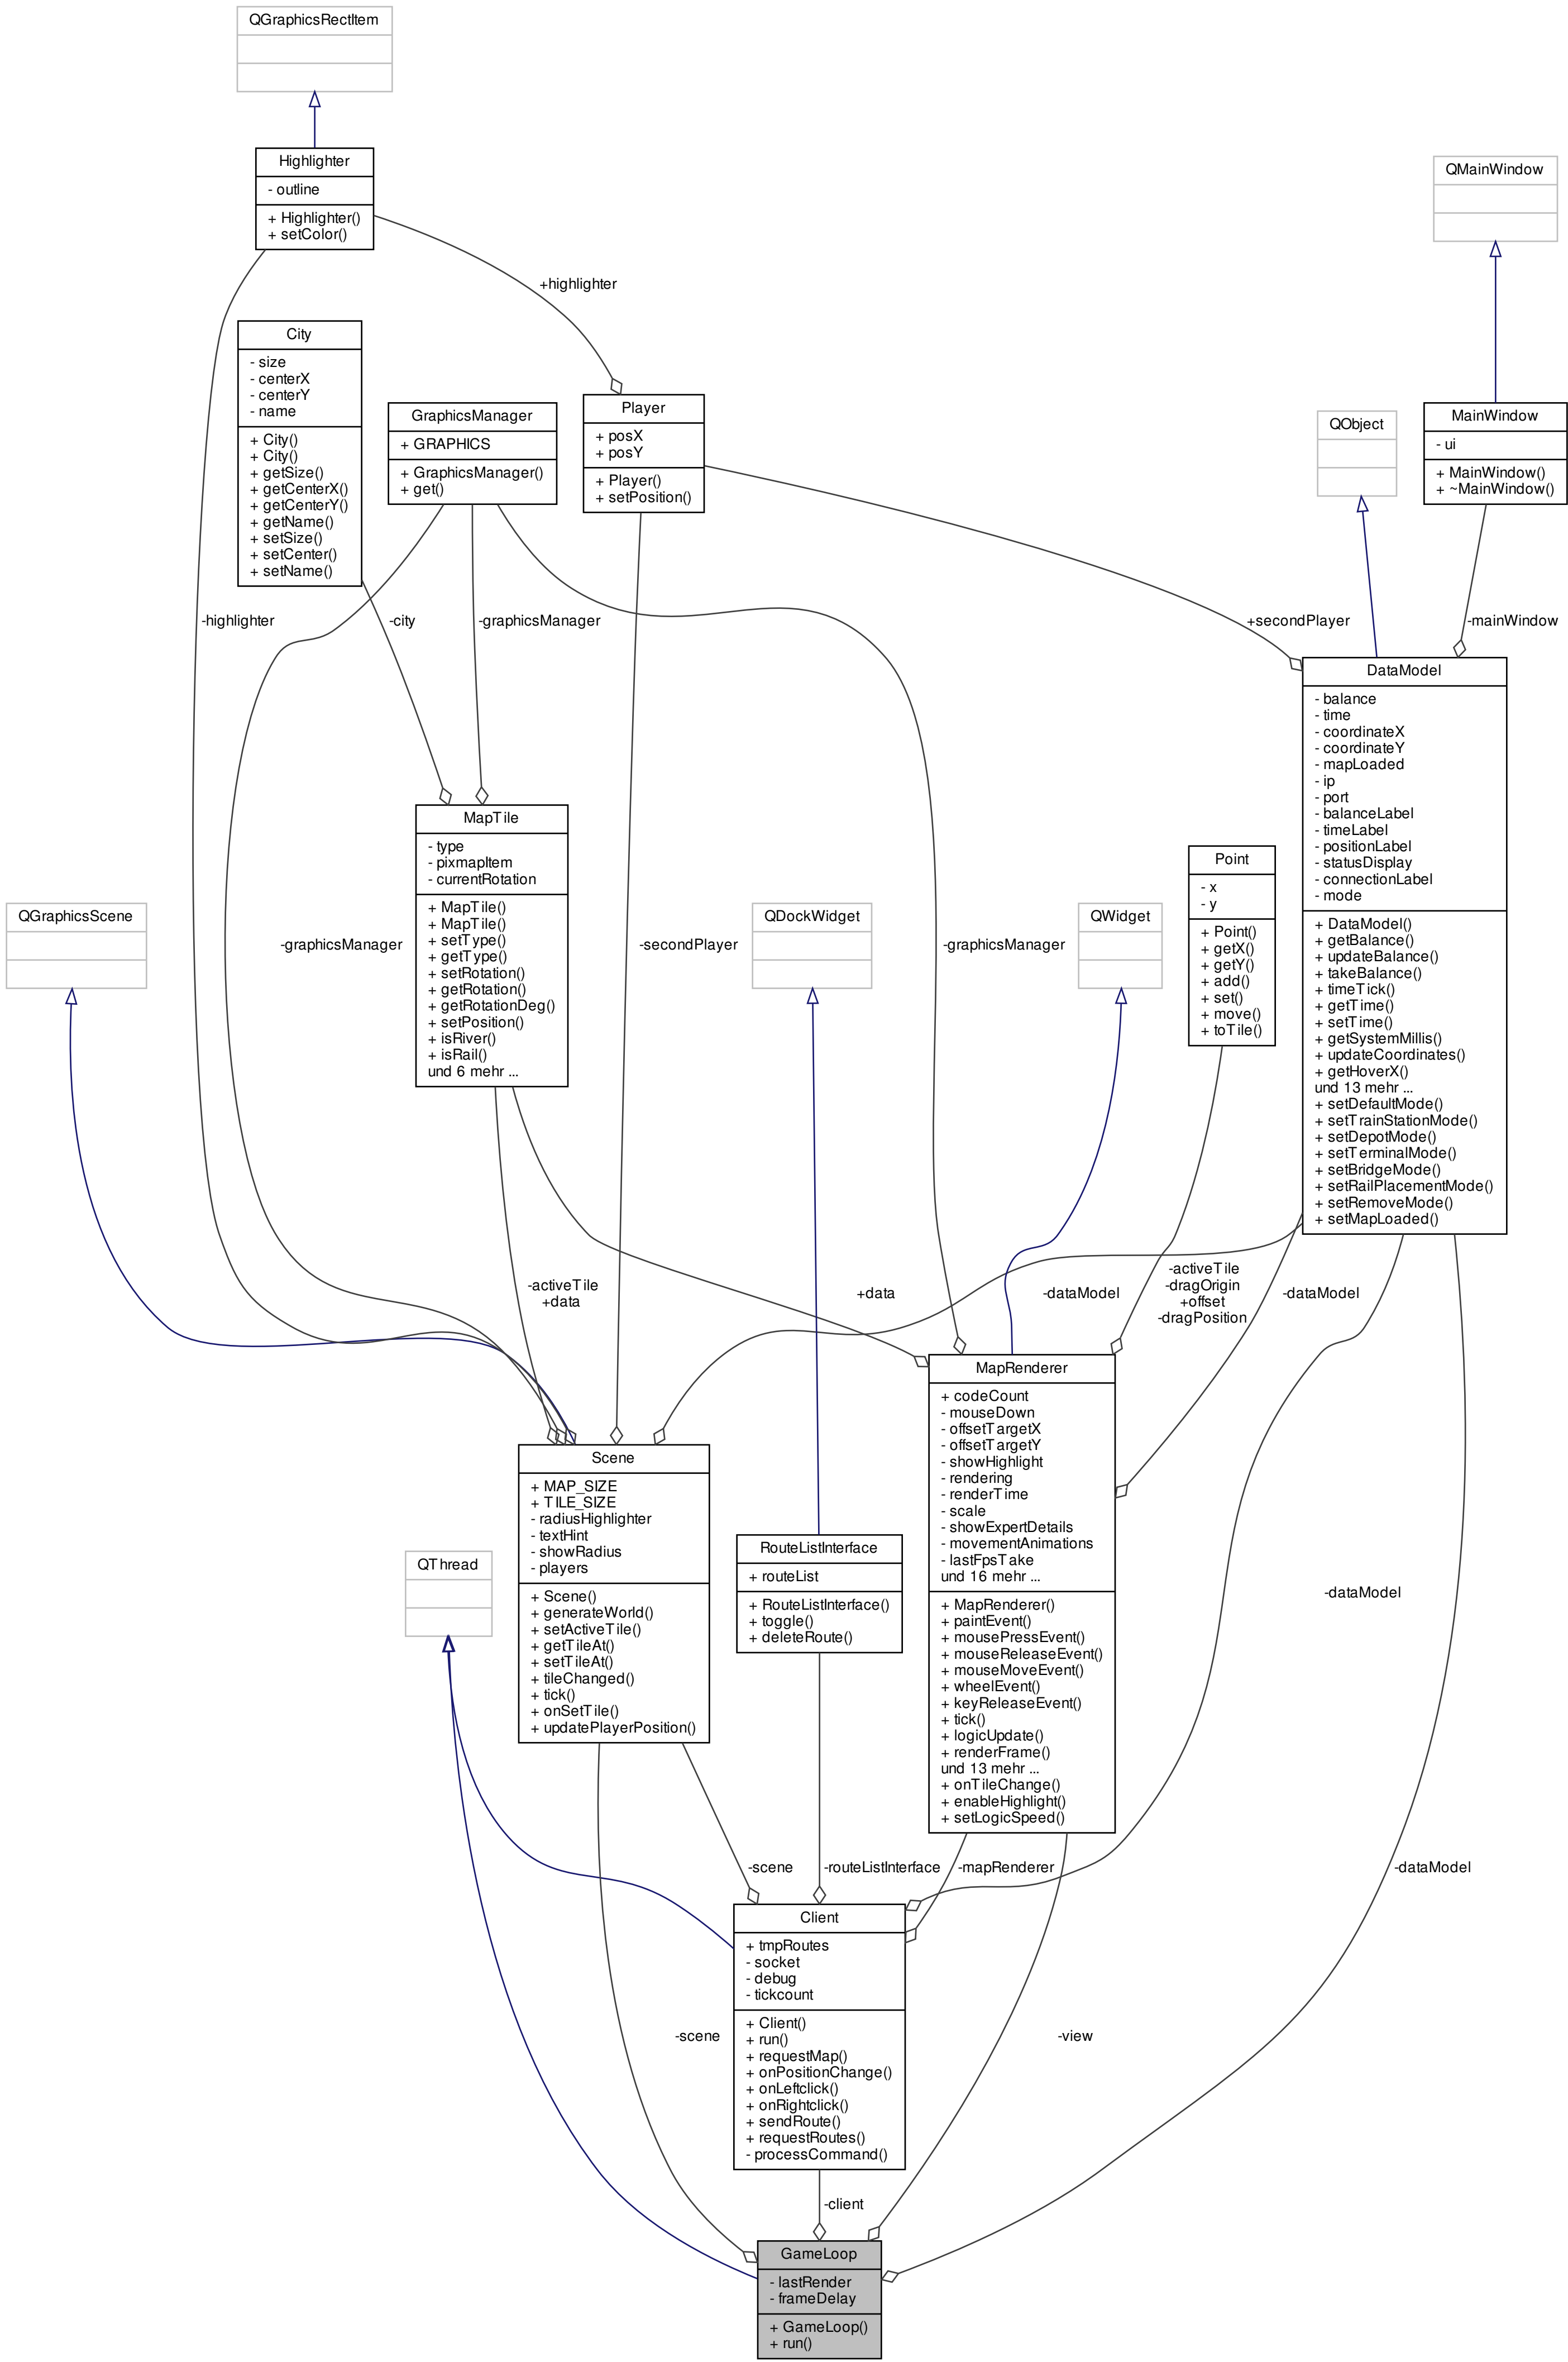 QGraphicsRectItem
Highlighter
- outline
+ Highlighter()
+ setColor()
QMainWindow
+highlighter
City
- size
- centerX
- centerY
- name
+ City()
+ City()
+ getSize()
+ getCenterX()
+ getCenterY()
+ getName()
+ setSize()
+ setCenter()
+ setName()
GraphicsManager
+ GRAPHICS
+ GraphicsManager()
+ get()
Player
+ posX
+ posY
+ Player()
+ setPosition()
QObject
MainWindow
- ui
+ MainWindow()
+ ~MainWindow()
-highlighter
-city
-graphicsManager
+secondPlayer
-mainWindow
DataModel
- balance
- time
- coordinateX
- coordinateY
- mapLoaded
- ip
- port
- balanceLabel
- timeLabel
- positionLabel
- statusDisplay
- connectionLabel
- mode
+ DataModel()
+ getBalance()
+ updateBalance()
+ takeBalance()
+ timeTick()
+ getTime()
+ setTime()
+ getSystemMillis()
+ updateCoordinates()
+ getHoverX()
und 13 mehr ...
+ setDefaultMode()
+ setTrainStationMode()
+ setDepotMode()
+ setTerminalMode()
+ setBridgeMode()
+ setRailPlacementMode()
+ setRemoveMode()
+ setMapLoaded()
MapTile
- type
- pixmapItem
- currentRotation
+ MapTile()
+ MapTile()
+ setType()
+ getType()
+ setRotation()
+ getRotation()
+ getRotationDeg()
+ setPosition()
+ isRiver()
+ isRail()
und 6 mehr ...
Point
- x
- y
+ Point()
+ getX()
+ getY()
+ add()
+ set()
+ move()
+ toTile()
QGraphicsScene
-graphicsManager
-secondPlayer
QDockWidget
-graphicsManager
QWidget
-activeTile
+data
+data
-dataModel
-activeTile
-dragOrigin
+offset
-dragPosition
-dataModel
MapRenderer
+ codeCount
- mouseDown
- offsetTargetX
- offsetTargetY
- showHighlight
- rendering
- renderTime
- scale
- showExpertDetails
- movementAnimations
- lastFpsTake
und 16 mehr ...
+ MapRenderer()
+ paintEvent()
+ mousePressEvent()
+ mouseReleaseEvent()
+ mouseMoveEvent()
+ wheelEvent()
+ keyReleaseEvent()
+ tick()
+ logicUpdate()
+ renderFrame()
und 13 mehr ...
+ onTileChange()
+ enableHighlight()
+ setLogicSpeed()
Scene
+ MAP_SIZE
+ TILE_SIZE
- radiusHighlighter
- textHint
- showRadius
- players
+ Scene()
+ generateWorld()
+ setActiveTile()
+ getTileAt()
+ setTileAt()
+ tileChanged()
+ tick()
+ onSetTile()
+ updatePlayerPosition()
QThread
RouteListInterface
+ routeList
+ RouteListInterface()
+ toggle()
+ deleteRoute()
-dataModel
-scene
-routeListInterface
-mapRenderer
-dataModel
Client
+ tmpRoutes
- socket
- debug
- tickcount
+ Client()
+ run()
+ requestMap()
+ onPositionChange()
+ onLeftclick()
+ onRightclick()
+ sendRoute()
+ requestRoutes()
- processCommand()
-scene
-view
-client
GameLoop
- lastRender
- frameDelay
+ GameLoop()
+ run()